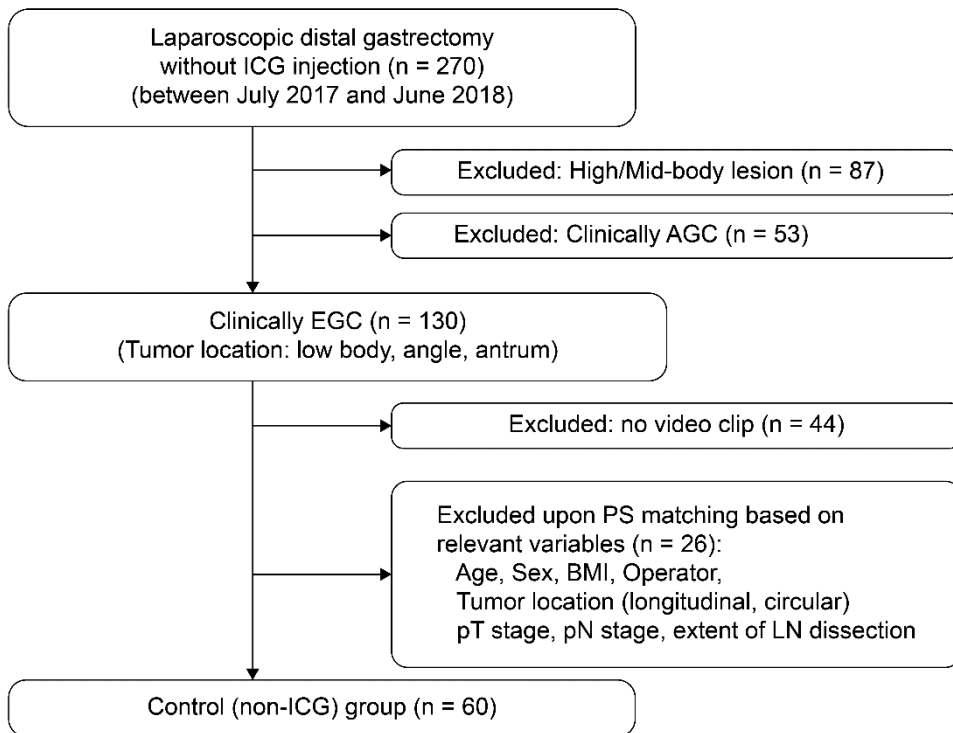 Laparoscopic distal gastrectomy
without ICG injection (n = 270)
(between July 2017 and June 2018)
Excluded: High/Mid-body lesion (n = 87)
Excluded: Clinically AGC (n = 53)
Clinically EGC (n = 130)
(Tumor location: low body, angle, antrum)
Excluded: no video clip (n = 44)
Excluded upon PS matching based on
relevant variables (n = 26):
Age, Sex, BMI, Operator,
Tumor location (longitudinal, circular)
pT stage, pN stage, extent of LN dissection
Control (non-ICG) group (n = 60)